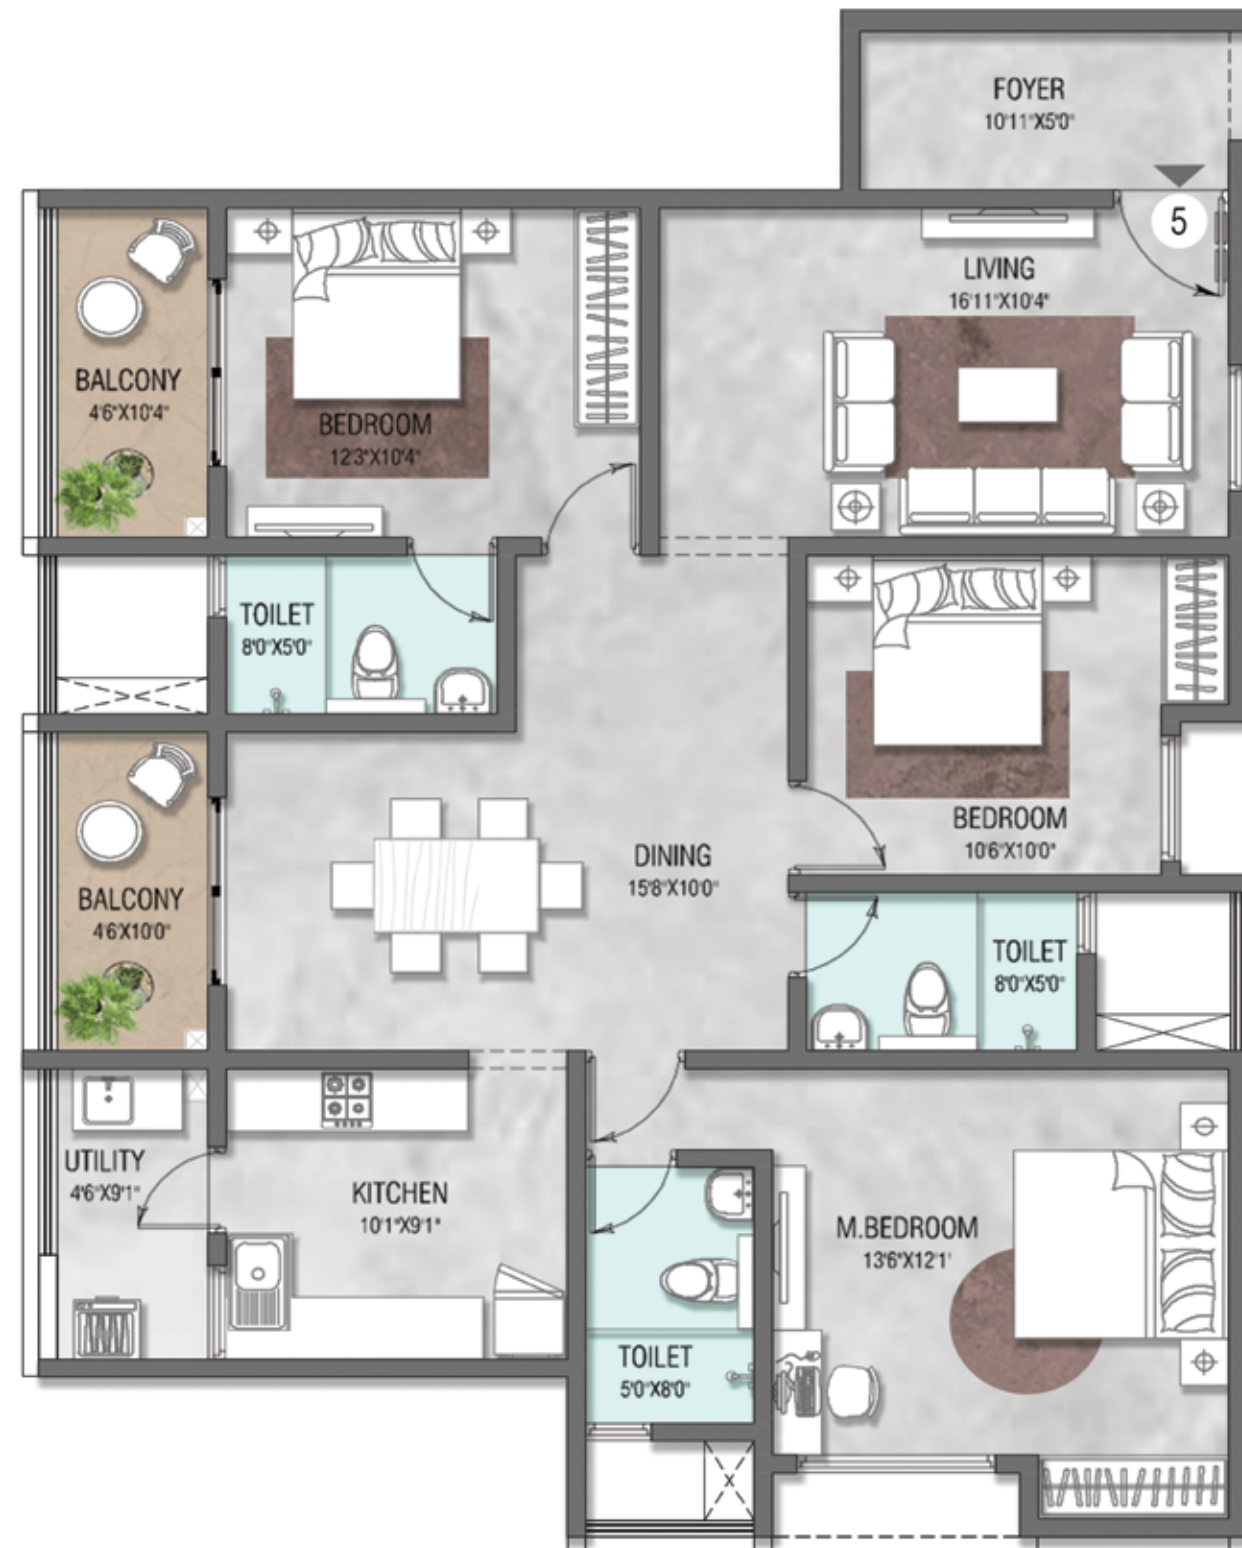 FOYER
10'11"X5'0"
5
LIVING
16'11"X10'4"
BALCONY
4'6"X10'4"
BEDROOM
12'3"X10'4"
TOILET
8'0"X5'0"
BEDROOM
10'6"X10'0"
DINING
15'8"X10'0"
BALCONY
4'6"X10'0"
TOILET
8'0"X5'0"
UTILITY
4'6"X9'1"
KITCHEN
10'1"X9'1"
M.BEDROOM
13'6"X12'1"
TOILET
5'0"X8'0"